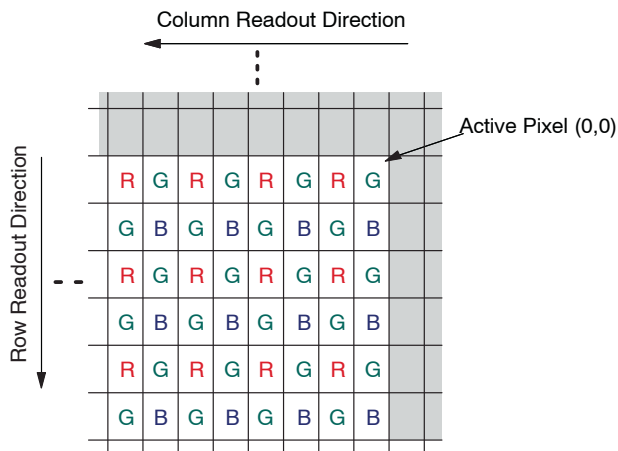 Column Readout Direction
Active Pixel (0,0)
Row Readout Direction
R G R G R G R G
G B G B G B G B
R G R G R G R G
G B G B G B G B
R G R G R G R G
G B G B G B G B